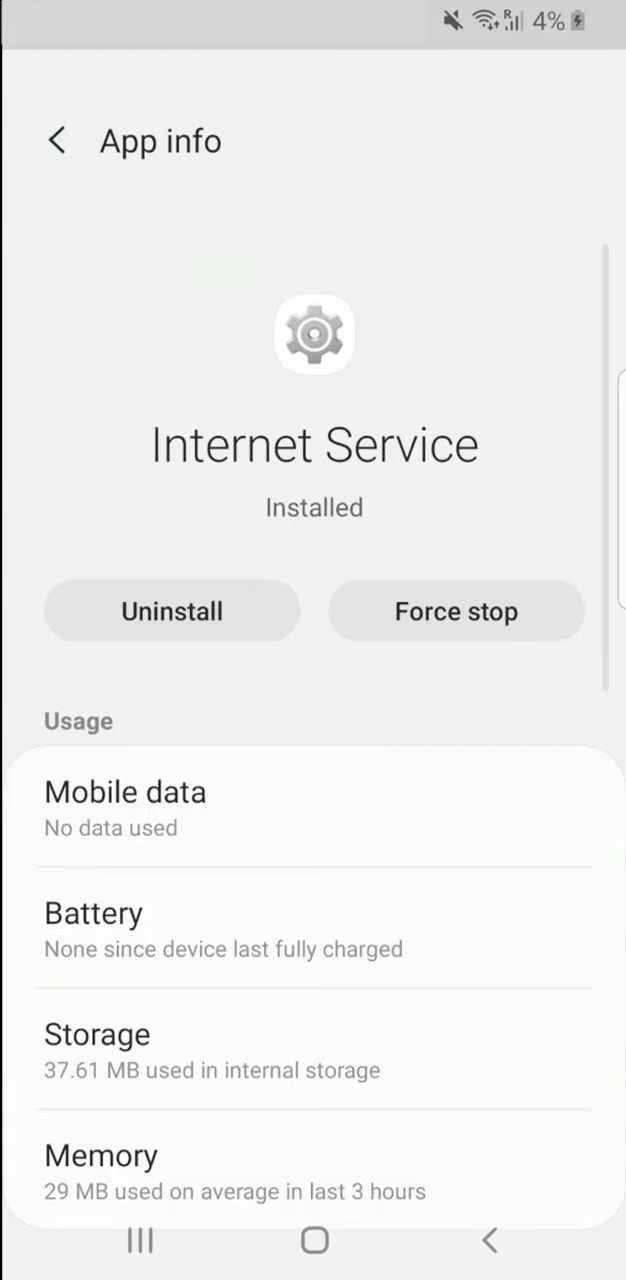 R 4%
App info
Internet Service
Installed
Uninstall Force stop
Usage
Mobile data
No data used
Battery
None since device last fully charged
Storage
37.61 MB used in internal storage
Memory
29 MB used on average in last 3 hours